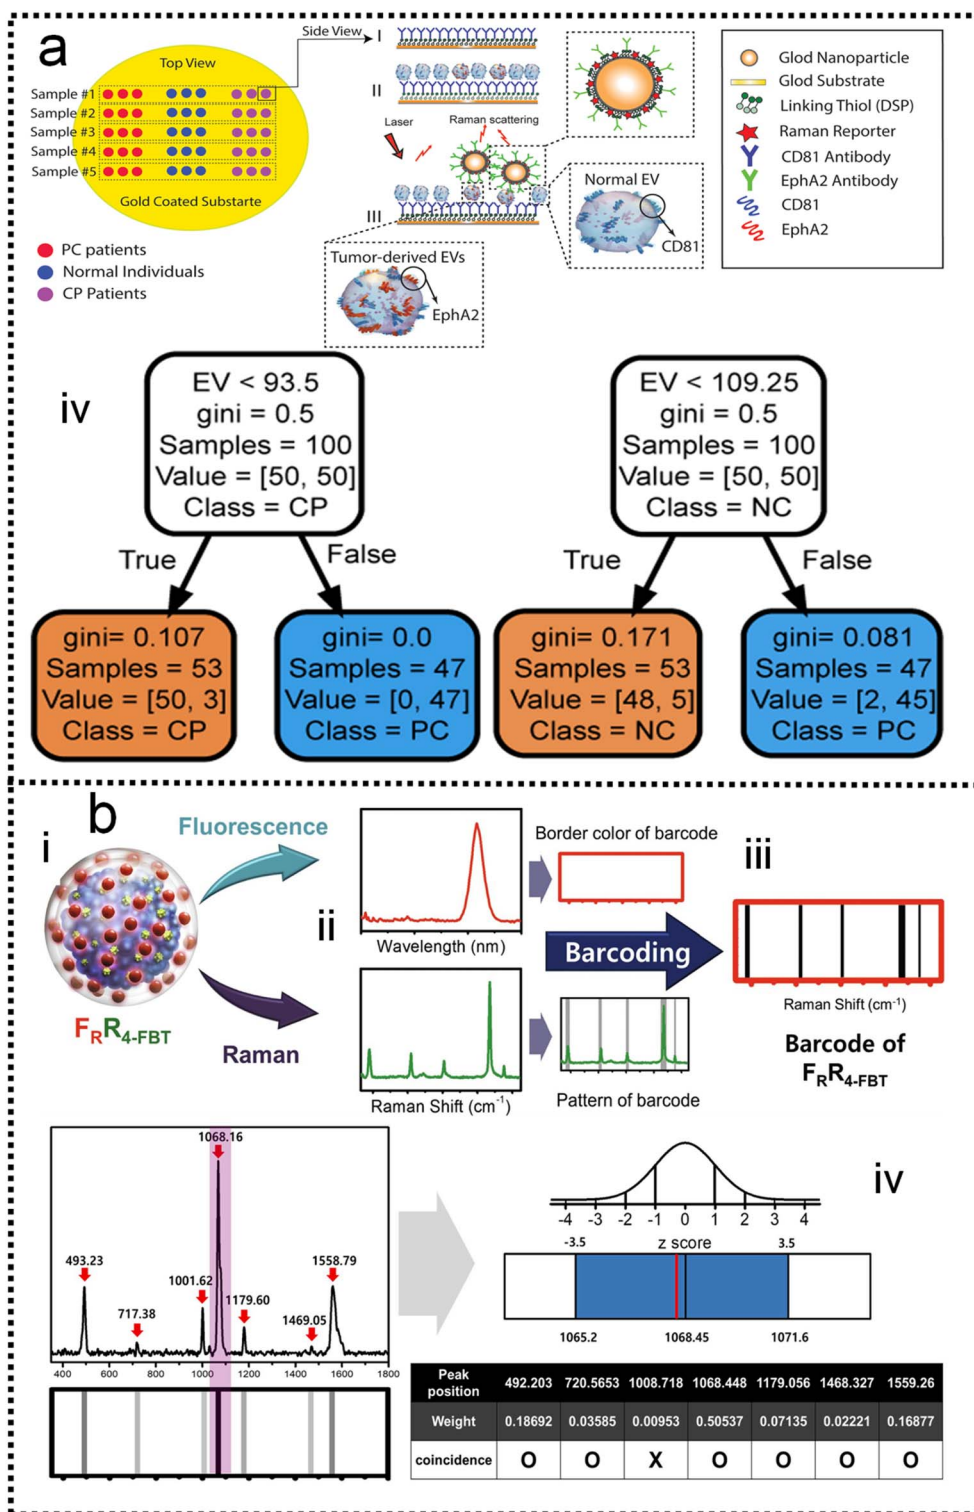 a
Top View
Sample #1
Sample #2
Sample #3
Sample #4
Sample #5
Gold Coated Substarte
PC patients
Normal Individuals
CP Patients
Side View
I
II
Laser
Raman scattering
III
Normal EV
CD81
Tumor-derived EVs
EphA2
Glod Nanoparticle
Glod Substrate
Linking Thiol (DSP)
Raman Reporter
CD81 Antibody
EphA2 Antibody
CD81
EphA2
iv
EV < 93.5
gini = 0.5
Samples = 100
Value = [50, 50]
Class = CP
True
False
gini= 0.107
Samples = 53
Value = [50, 3]
Class = CP
gini= 0.0
Samples = 47
Value = [0, 47]
Class = PC
EV < 109.25
gini = 0.5
Samples = 100
Value = [50, 50]
Class = NC
True
False
gini= 0.171
Samples = 53
Value = [48, 5]
Class = NC
gini= 0.081
Samples = 47
Value = [2, 45]
Class = PC
b
i
FRR4-FBT
Fluorescence
Raman
ii
Wavelength (nm)
Raman Shift (cm-1)
Border color of barcode
Barcoding
Pattern of barcode
iii
Raman Shift (cm-1)
Barcode of
FRR4-FBT
1068.16
493.23
717.38
1001.62
1179.60
1469.05
1558.79
400 600 800 1000 1200 1400 1600 1800
iv
-4 -3 -2 -1 0 1 2 3 4
-3.5 z score 3.5
1065.2 1068.45 1071.6
Peak position 492.203 720.5653 1008.718 1068.448 1179.056 1468.327 1559.26
Weight 0.18692 0.03585 0.00953 0.50537 0.07135 0.02221 0.16877
coincidence O O X O O O O